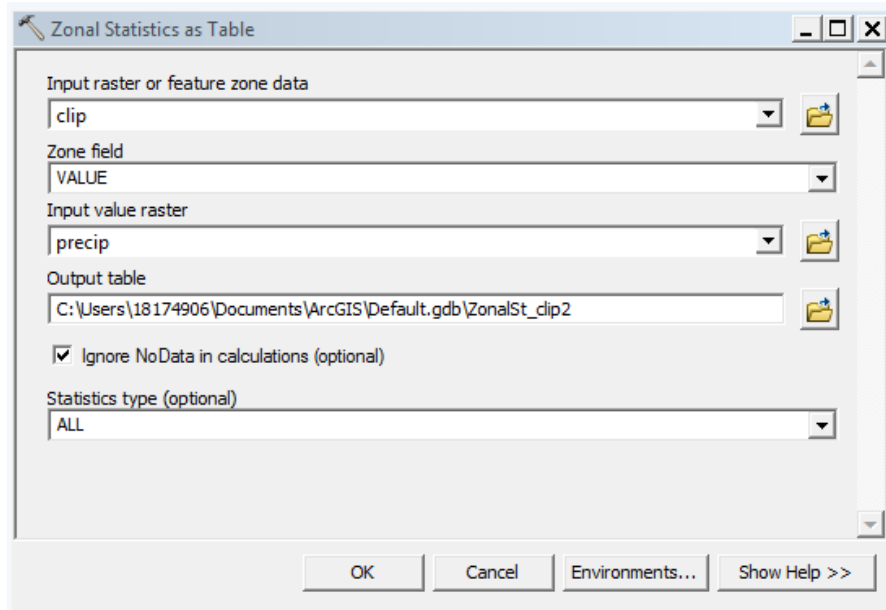 Zonal Statistics as Table
Input raster or feature zone data
clip
Zone field
VALUE
Input value raster
precip
Output table
C:\Users\18174906\Documents\ArcGIS\Default.gdb\ZonalSt_clip2
Ignore NoData in calculations (optional)
Statistics type (optional)
ALL
OK Cancel Environments... Show Help >>